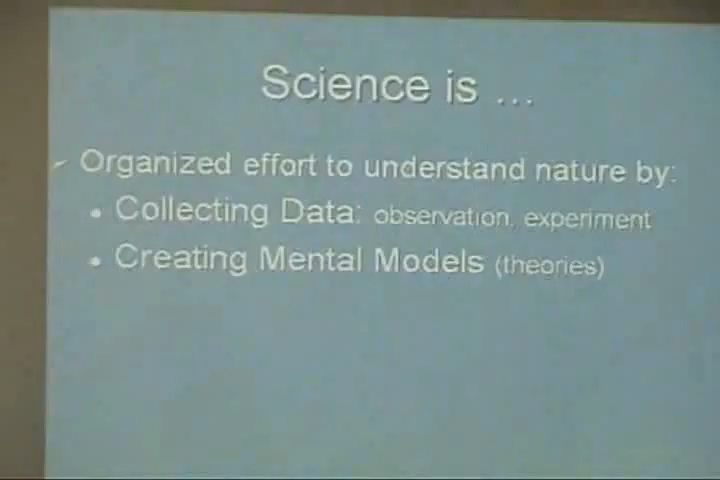 Science is ...
Organized effort to understand nature by:
• Collecting Data: observation, experiment
• Creating Mental Models (theories)